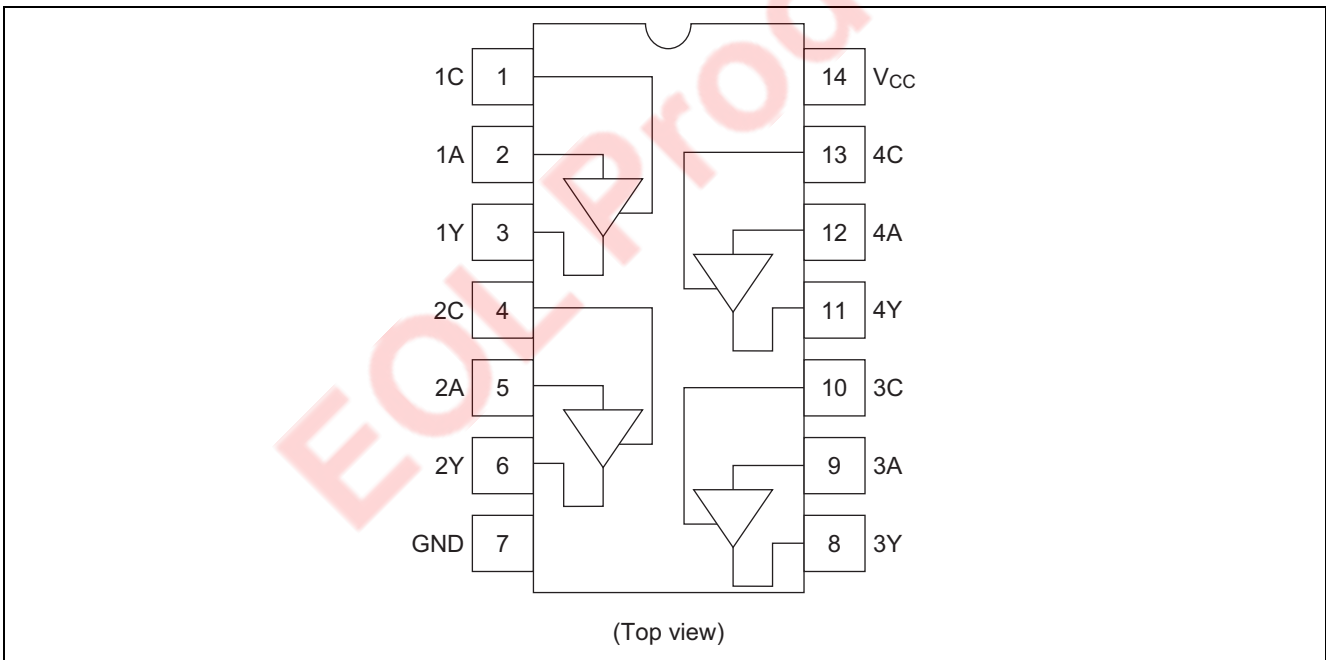 1C 1 14 VCC
1A 2 13 4C
1Y 3 12 4A
2C 4 11 4Y
2A 5 10 3C
2Y 6 9 3A
GND 7 8 3Y
(Top view)
EOL Prod